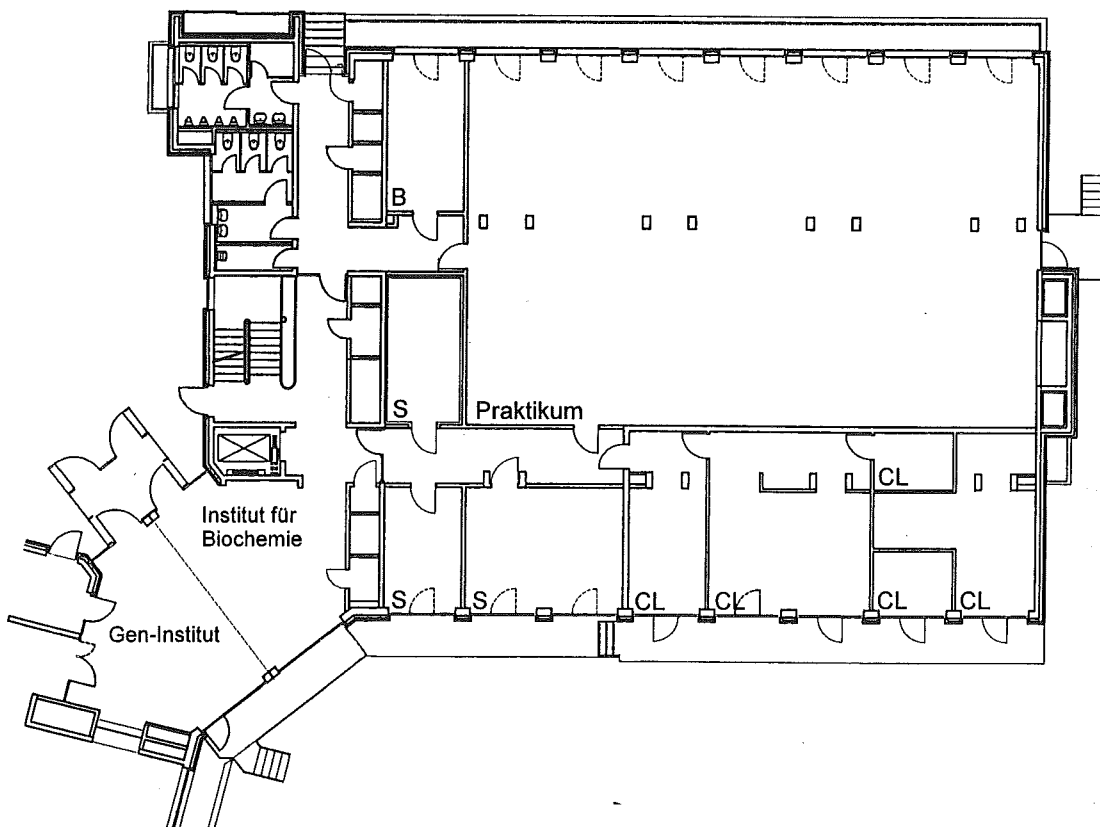 B
S
Praktikum
CL
Institut für
Biochemie
S
S
CL
CL
CL
CL
Gen-Institut